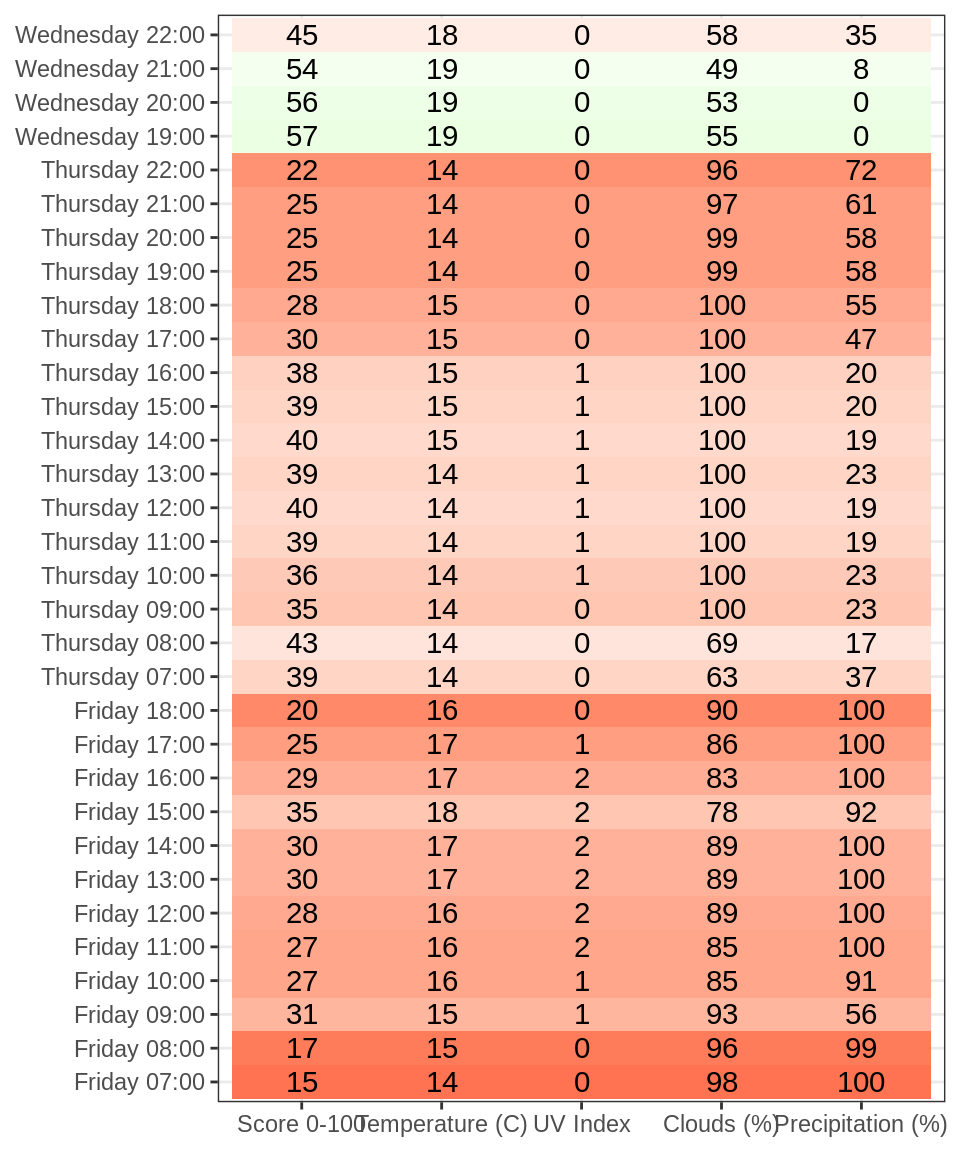 Wednesday 22:00 45 18 0 58 35
Wednesday 21:00 54 19 0 49 8
Wednesday 20:00 56 19 0 53 0
Wednesday 19:00 57 19 0 55 0
Thursday 22:00 22 14 0 96 72
Thursday 21:00 25 14 0 97 61
Thursday 20:00 25 14 0 99 58
Thursday 19:00 25 14 0 99 58
Thursday 18:00 28 15 0 100 55
Thursday 17:00 30 15 0 100 47
Thursday 16:00 38 15 1 100 20
Thursday 15:00 39 15 1 100 20
Thursday 14:00 40 15 1 100 19
Thursday 13:00 39 14 1 100 23
Thursday 12:00 40 14 1 100 19
Thursday 11:00 39 14 1 100 19
Thursday 10:00 36 14 1 100 23
Thursday 09:00 35 14 0 100 23
Thursday 08:00 43 14 0 69 17
Thursday 07:00 39 14 0 63 37
Friday 18:00 20 16 0 90 100
Friday 17:00 25 17 1 86 100
Friday 16:00 29 17 2 83 100
Friday 15:00 35 18 2 78 92
Friday 14:00 30 17 2 89 100
Friday 13:00 30 17 2 89 100
Friday 12:00 28 16 2 89 100
Friday 11:00 27 16 2 85 100
Friday 10:00 27 16 1 85 91
Friday 09:00 31 15 1 93 56
Friday 08:00 17 15 0 96 99
Friday 07:00 15 14 0 98 100
Score 0-100 Temperature (C) UV Index Clouds (%) Precipitation (%)